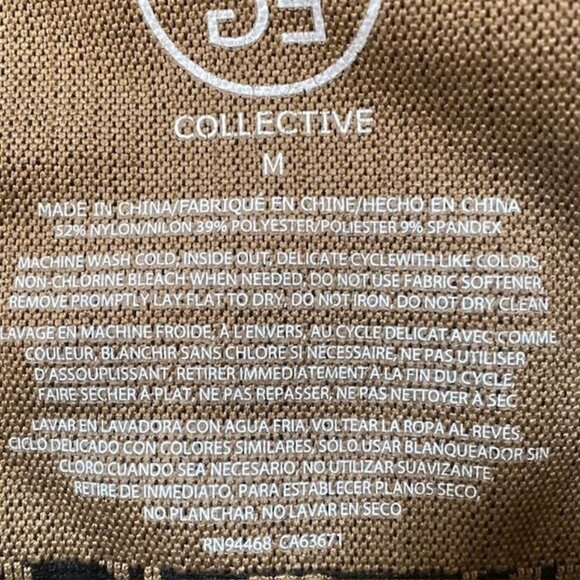 COLLECTIVE
M
MADE IN CHINA/FABRIQUÉ EN CHINE/HECHO EN CHINA
52% NYLON/NILON 39% POLYESTER/POLIESTER 9% SPANDEX
MACHINE WASH COLD, INSIDE OUT, DELICATE CYCLEWITH LIKE COLORS,
NON-CHLORINE BLEACH WHEN NEEDED, DO NOT USE FABRIC SOFTENER,
REMOVE PROMPTLY LAY FLAT TO DRY, DO NOT IRON, DO NOT DRY CLEAN
LAVAGE EN MACHINE FROIDE, À L'ENVERS, AU CYCLE DELICAT AVEC COMME
COULEUR, BLANCHIR SANS CHLORE SI NÉCESSAIRE, NE PAS UTILISER
D'ASSOUPLISSANT, RETIRER IMMÉDIATEMENT À LA FIN DU CYCLE,
FAIRE SÉCHER À PLAT, NE PAS REPASSER, NE PAS NETTOYER À SEC
LAVAR EN LAVADORA CON AGUA FRIA, VOLTEAR LA ROPA AL REVÉS,
CICLO DELICADO CON COLORES SIMILARES, SÓLO USAR BLANQUEADOR SIN
CLORO CUANDO SEA NECESARIO, NO UTILIZAR SUAVIZANTE,
RETIRE DE INMEDIATO, PARA ESTABLECER PLANOS SECO,
NO PLANCHAR, NO LAVAR EN SECO
RN94468 CA63671